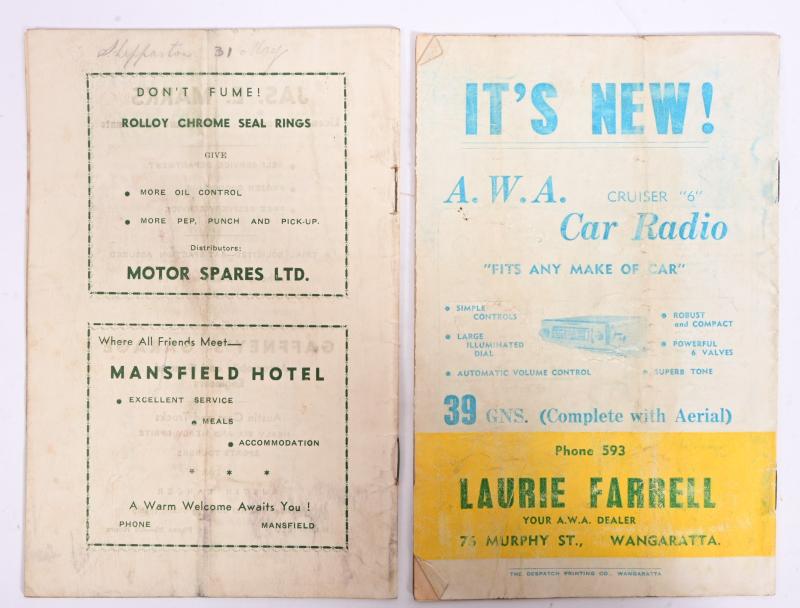 Shepparton 31 May
DON'T FUME!
ROLLOY CHROME SEAL RINGS
GIVE
• MORE OIL CONTROL
• MORE PEP, PUNCH AND PICK-UP.
Distributors:
MOTOR SPARES LTD.
Where All Friends Meet—
MANSFIELD HOTEL
• EXCELLENT SERVICE
• MEALS
• ACCOMMODATION
* * *
A Warm Welcome Awaits You!
PHONE MANSFIELD
IT'S NEW!
A.W.A. CRUISER "6"
Car Radio
"FITS ANY MAKE OF CAR"
• SIMPLE
CONTROLS
• LARGE
ILLUMINATED
DIAL
• AUTOMATIC VOLUME CONTROL
• ROBUST
and COMPACT
• POWERFUL
6 VALVES
• SUPERB TONE
39 GNS. (Complete with Aerial)
Phone 593
LAURIE FARRELL
YOUR A.W.A. DEALER
76 MURPHY ST., WANGARATTA.
THE DESPATCH PRINTING CO., WANGARATTA